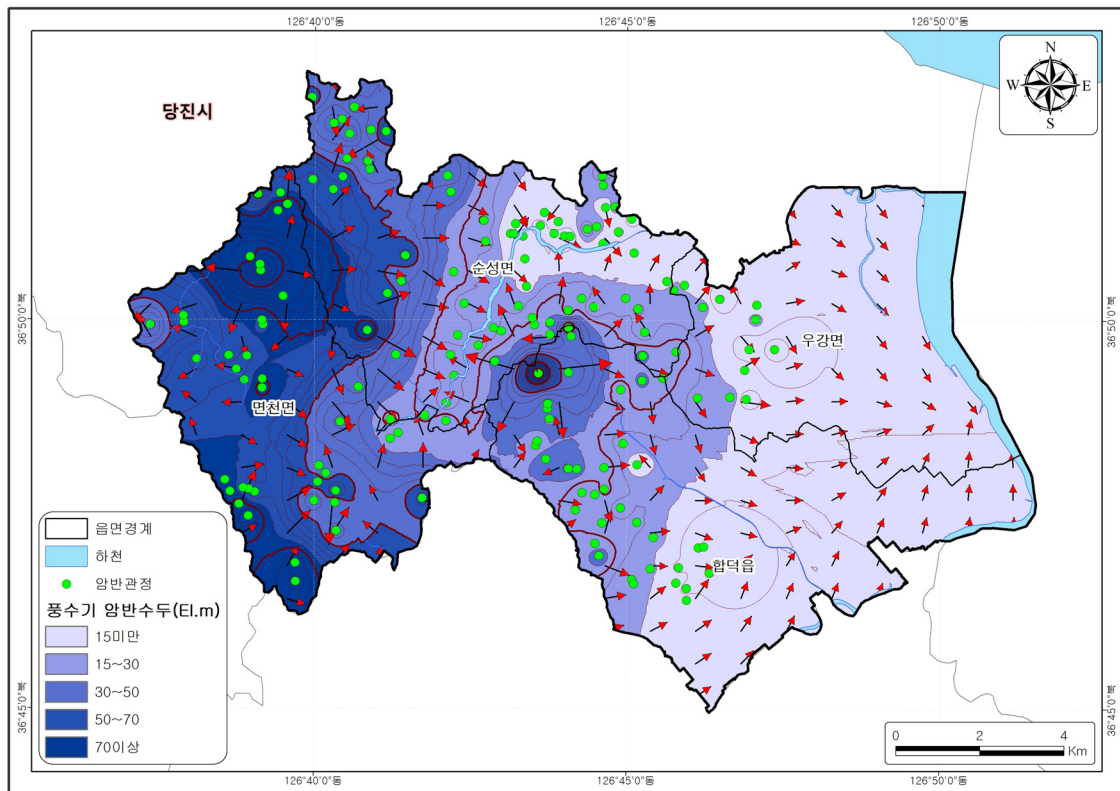 126°40'0"동
126°45'0"동
126°50'0"동
당진시
N
W
E
S
순성면
36°50'0"북
36°50'0"북
우강면
면천면
합덕읍
읍면경계
하천
암반관정
풍수기 암반수두(El.m)
15미만
15~30
30~50
50~70
70이상
36°45'0"북
36°45'0"북
0
2
4
Km
126°40'0"동
126°45'0"동
126°50'0"동